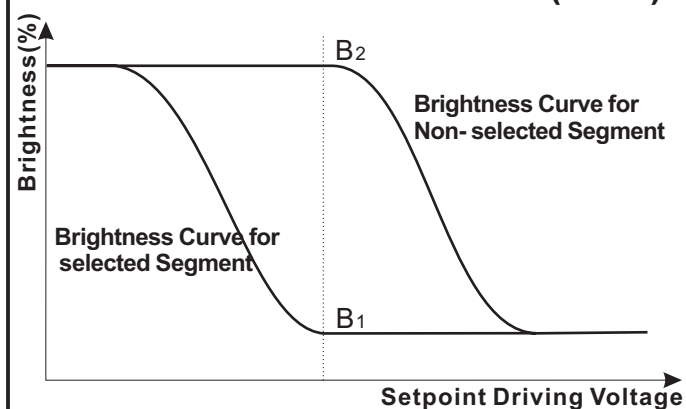 Brightness(%)
B2
Brightness Curve for
Non- selected Segment
Brightness Curve for
selected Segment
B1
Setpoint Driving Voltage